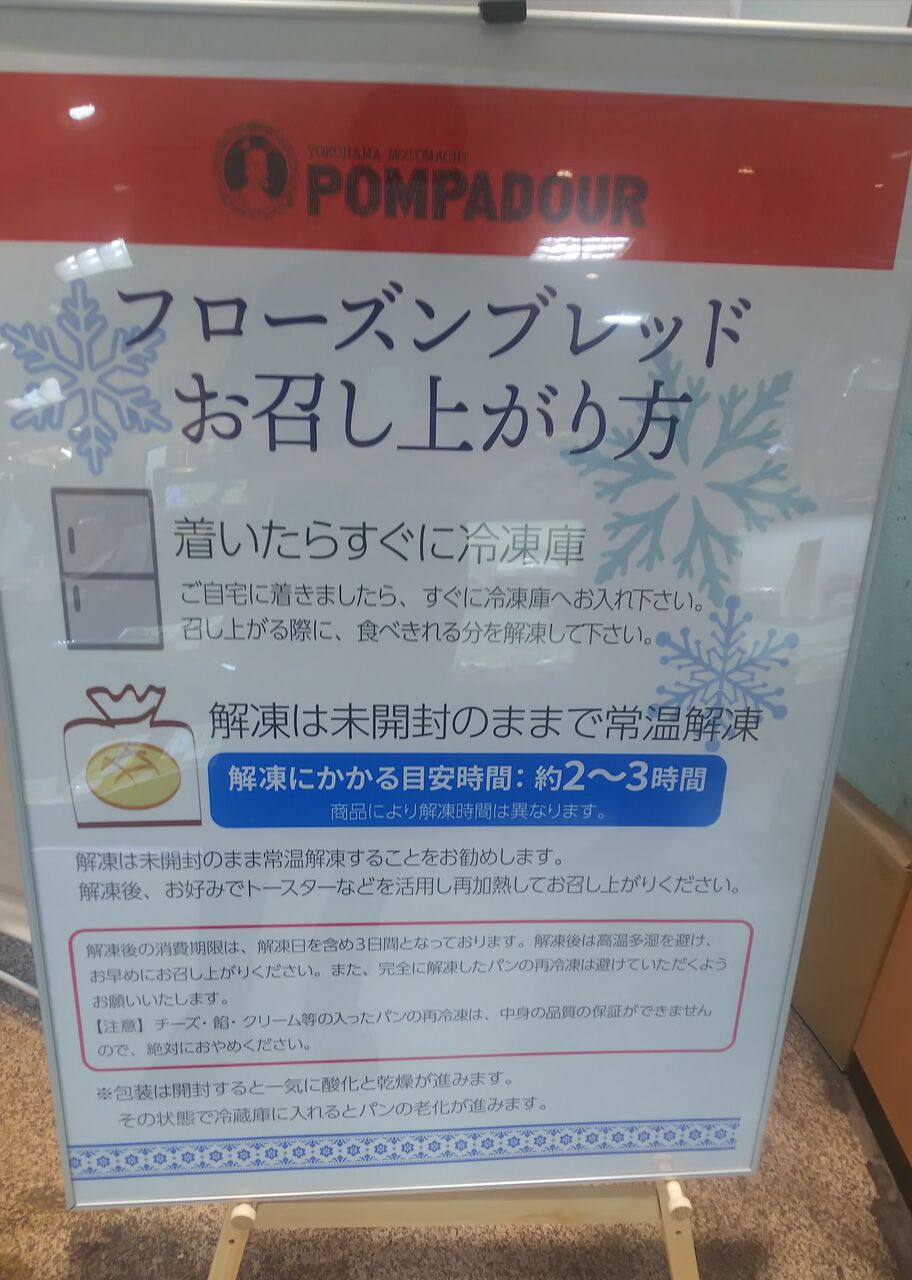 YOKOHAMA MOTOMACHI
POMPADOUR
フローズンブレッド
お召し上がり方
着いたらすぐに冷凍庫
ご自宅に着きましたら、すぐに冷凍庫へお入れ下さい。
召し上がる際に、食べきれる分を解凍して下さい。
解凍は未開封のままで常温解凍
解凍にかかる目安時間：約2〜3時間
商品により解凍時間は異なります。
解凍は未開封のまま常温解凍することをお勧めします。
解凍後、お好みでトースターなどを活用し再加熱してお召し上がりください。
解凍後の消費期限は、解凍日を含め3日間となっております。解凍後は高温多湿を避け、
お早めにお召し上がりください。また、完全に解凍したパンの再冷凍は避けていただくよう
お願いいたします。
【注意】チーズ・餡・クリーム等の入ったパンの再冷凍は、中身の品質の保証ができません
ので、絶対におやめください。
※包装は開封すると一気に酸化と乾燥が進みます。
その状態で冷蔵庫に入れるとパンの老化が進みます。